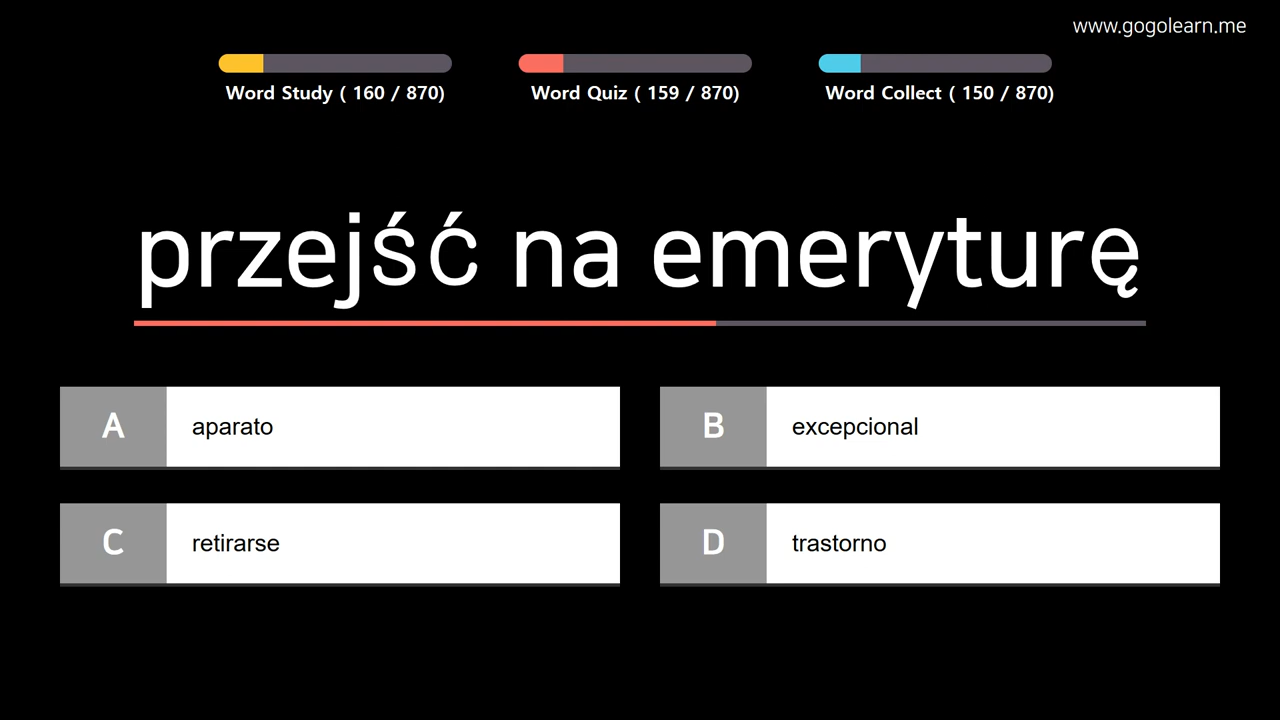 www.gogolearn.me
Word Study ( 160 / 870)
Word Quiz ( 159 / 870)
Word Collect ( 150 / 870)
przejść na emeryturę
A aparato
B excepcional
C retirarse
D trastorno